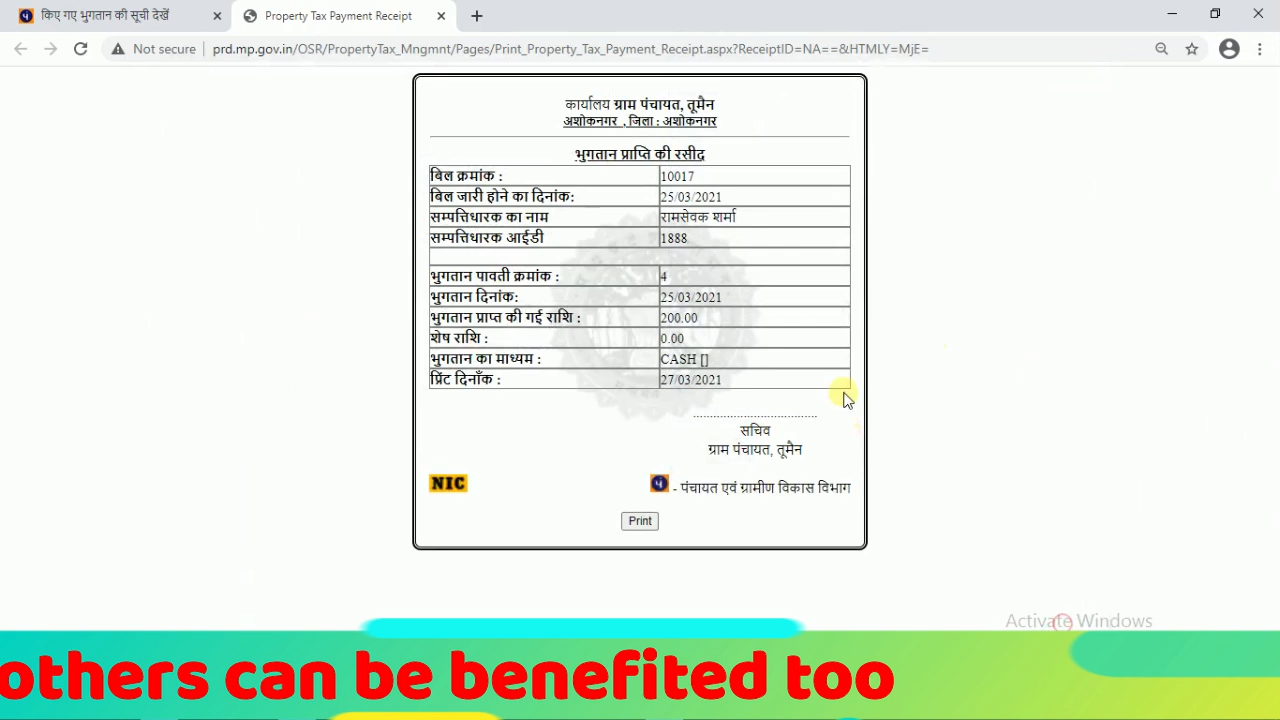 किए गए भुगतान की सूची देखें
Property Tax Payment Receipt
Not secure
prd.mp.gov.in/OSR/PropertyTax_Mngmnt/Pages/Print_Property_Tax_Payment_Receipt.aspx?ReceiptID=NA==&HTMLY=MjE=
कार्यालय ग्राम पंचायत, तूमैन
अशोकनगर , जिला : अशोकनगर
भुगतान प्राप्ति की रसीद
बिल क्रमांक : 10017
बिल जारी होने का दिनांक: 25/03/2021
सम्पत्तिधारक का नाम रामसेवक शर्मा
सम्पत्तिधारक आईडी 1888
भुगतान पावती क्रमांक : 4
भुगतान दिनांक: 25/03/2021
भुगतान प्राप्त की गई राशि : 200.00
शेष राशि : 0.00
भुगतान का माध्यम : CASH []
प्रिंट दिनाँक : 27/03/2021
सचिव
ग्राम पंचायत, तूमैन
NIC
पं - पंचायत एवं ग्रामीण विकास विभाग
Print
Activate Windows
others can be benefited too